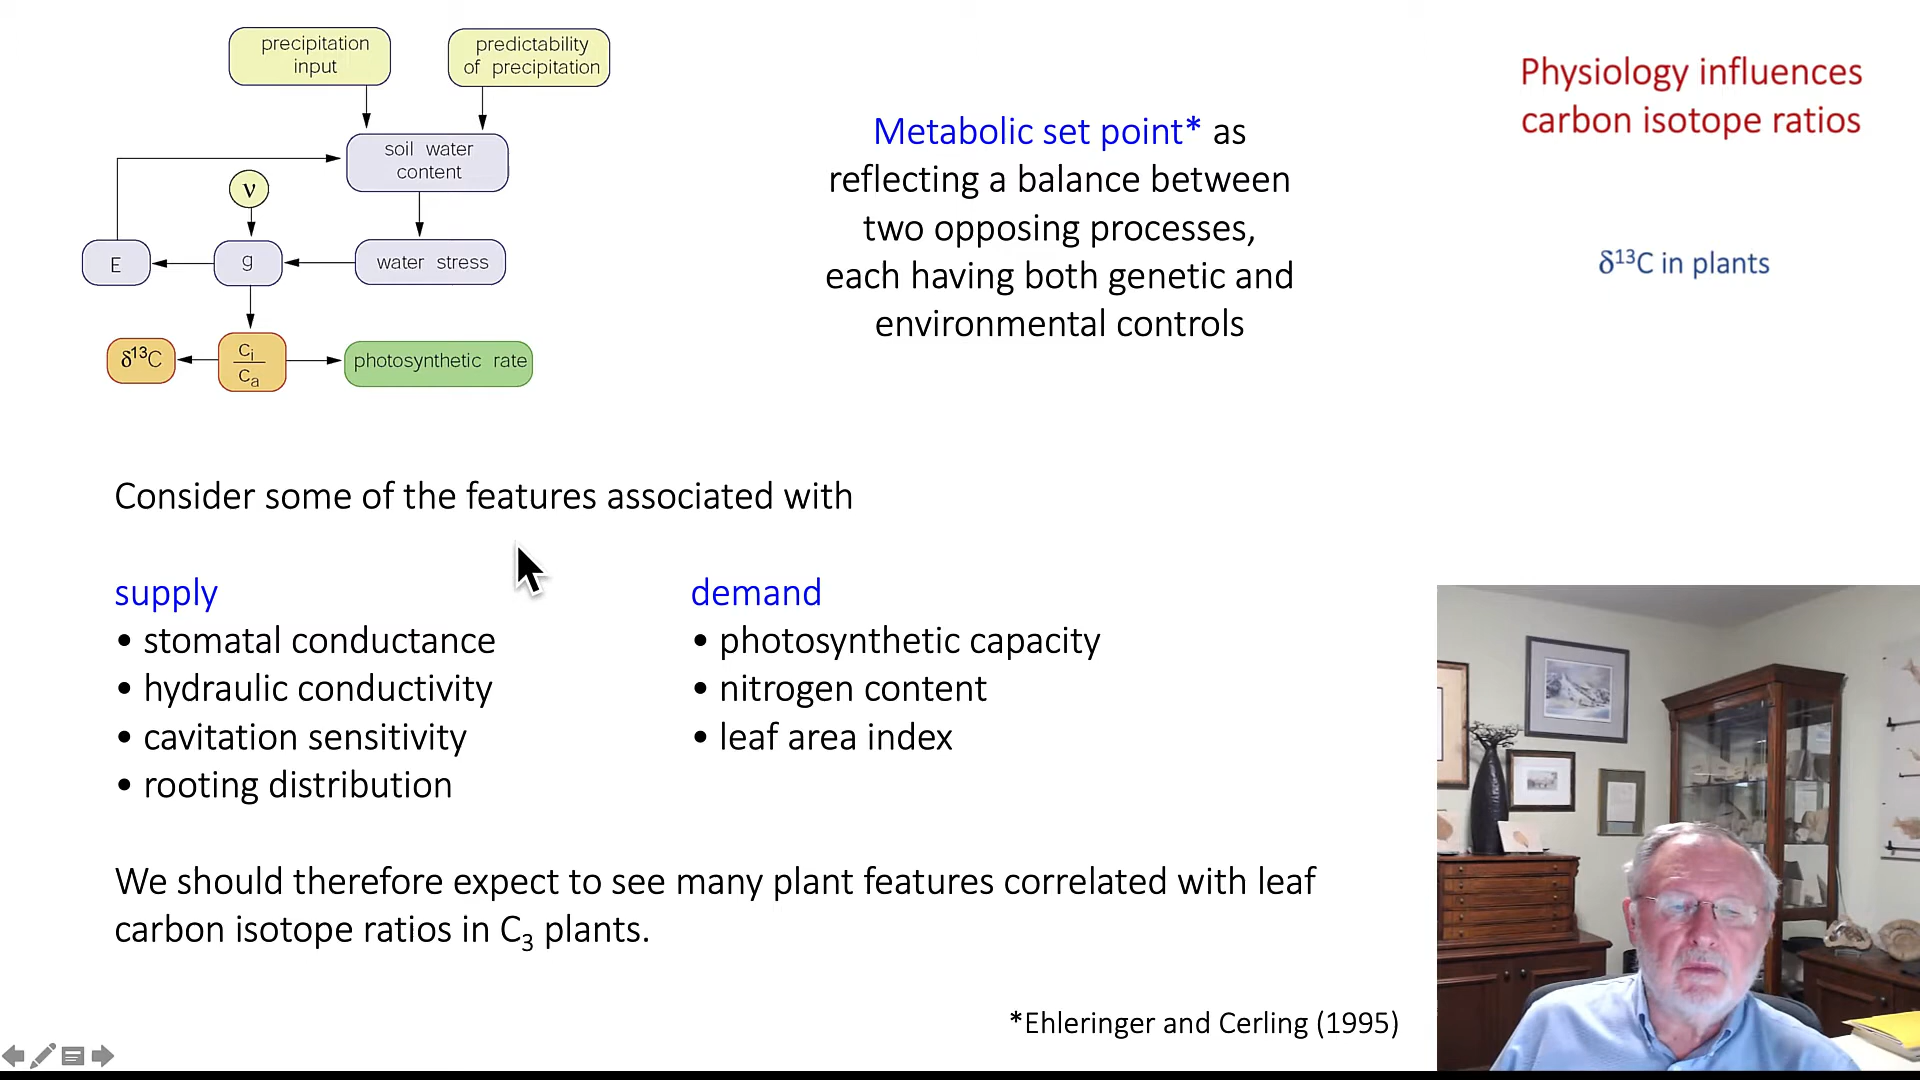 precipitation
input
predictability
of precipitation
soil water
content
ν
E
g
water stress
δ¹³C
Cᵢ
Cₐ
photosynthetic rate
Metabolic set point* as
reflecting a balance between
two opposing processes,
each having both genetic and
environmental controls
Physiology influences
carbon isotope ratios
δ¹³C in plants
Consider some of the features associated with
supply
• stomatal conductance
• hydraulic conductivity
• cavitation sensitivity
• rooting distribution
demand
• photosynthetic capacity
• nitrogen content
• leaf area index
We should therefore expect to see many plant features correlated with leaf
carbon isotope ratios in C₃ plants.
*Ehleringer and Cerling (1995)